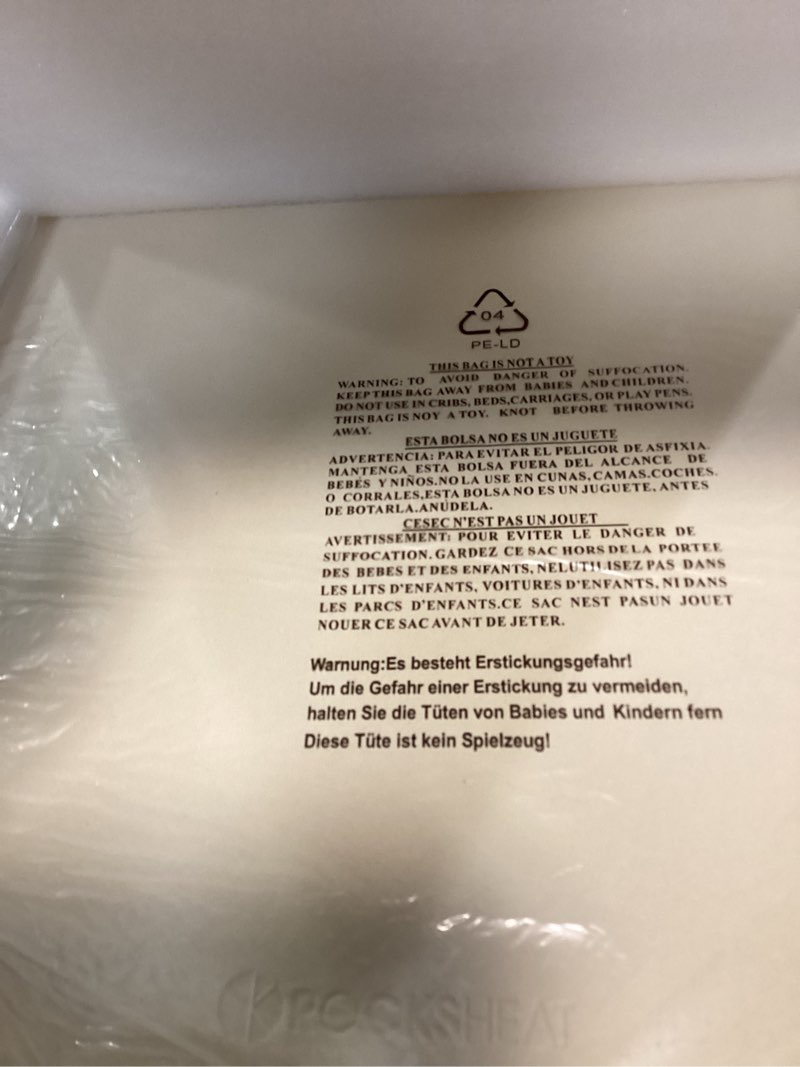 04
PE-LD
THIS BAG IS NOT A TOY
WARNING: TO AVOID DANGER OF SUFFOCATION.
KEEP THIS BAG AWAY FROM BABIES AND CHILDREN.
DO NOT USE IN CRIBS, BEDS,CARRIAGES, OR PLAY PENS.
THIS BAG IS NOY A TOY. KNOT BEFORE THROWING
AWAY.
ESTA BOLSA NO ES UN JUGUETE
ADVERTENCIA: PARA EVITAR EL PELIGOR DE ASFIXIA.
MANTENGA ESTA BOLSA FUERA DEL ALCANCE DE
BEBÉS Y NIÑOS.NO LA USE EN CUNAS,CAMAS.COCHES.
O CORRALES,ESTA BOLSA NO ES UN JUGUETE, ANTES
DE BOTARLA.ANÚDELA.
CESEC N'EST PAS UN JOUET
AVERTISSEMENT: POUR EVITER LE DANGER DE
SUFFOCATION. GARDEZ CE SAC HORS DE LA PORTEE
DES BEBES ET DES ENFANTS, NELUTILISEZ PAS DANS
LES LITS D'ENFANTS, VOITURES D'ENFANTS, NI DANS
LES PARCS D'ENFANTS.CE SAC NEST PASUN JOUET
NOUER CE SAC AVANT DE JETER.
Warnung:Es besteht Erstickungsgefahr!
Um die Gefahr einer Erstickung zu vermeiden,
halten Sie die Tüten von Babies und Kindern fern
Diese Tüte ist kein Spielzeug!
ROCKSHEAT